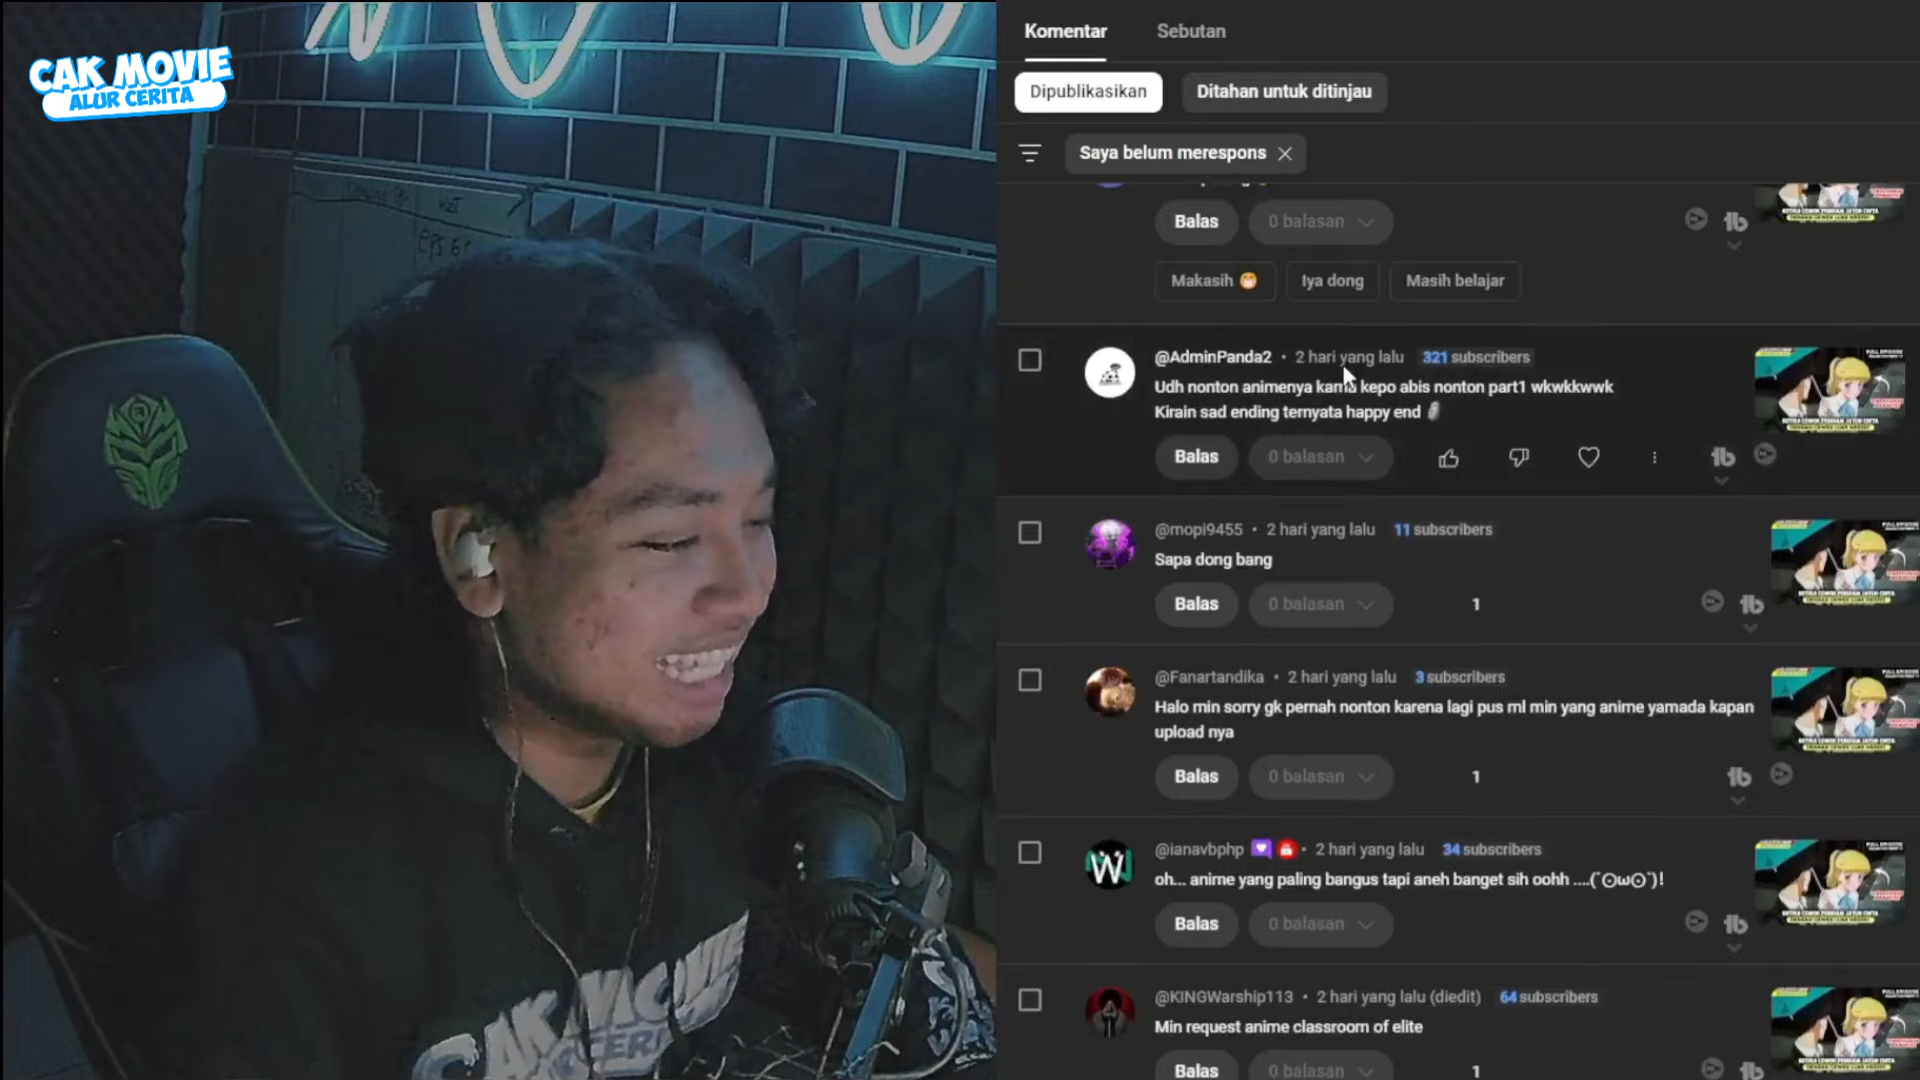 CAK MOVIE
ALUR CERITA
EPS 6
CAK MOVIE
CERI
Komentar
Sebutan
Dipublikasikan
Ditahan untuk ditinjau
Saya belum merespons
Balas
0 balasan
Makasih 😁
Iya dong
Masih belajar
@AdminPanda2 • 2 hari yang lalu 321 subscribers
Udh nonton animenya karna kepo abis nonton part1 wkwkkwwk
Kirain sad ending ternyata happy end 🗿
Balas
0 balasan
@mopi9455 • 2 hari yang lalu 11 subscribers
Sapa dong bang
Balas
0 balasan
1
@Fanartandika • 2 hari yang lalu 3 subscribers
Halo min sorry gk pernah nonton karena lagi pus ml min yang anime yamada kapan
upload nya
Balas
0 balasan
1
@ianavbphp • 2 hari yang lalu 34 subscribers
oh... anime yang paling bangus tapi aneh banget sih oohh ....(´⊙ω⊙`)!
Balas
0 balasan
@KINGWarship113 • 2 hari yang lalu (diedit) 64 subscribers
Min request anime classroom of elite
Balas
0 balasan
1